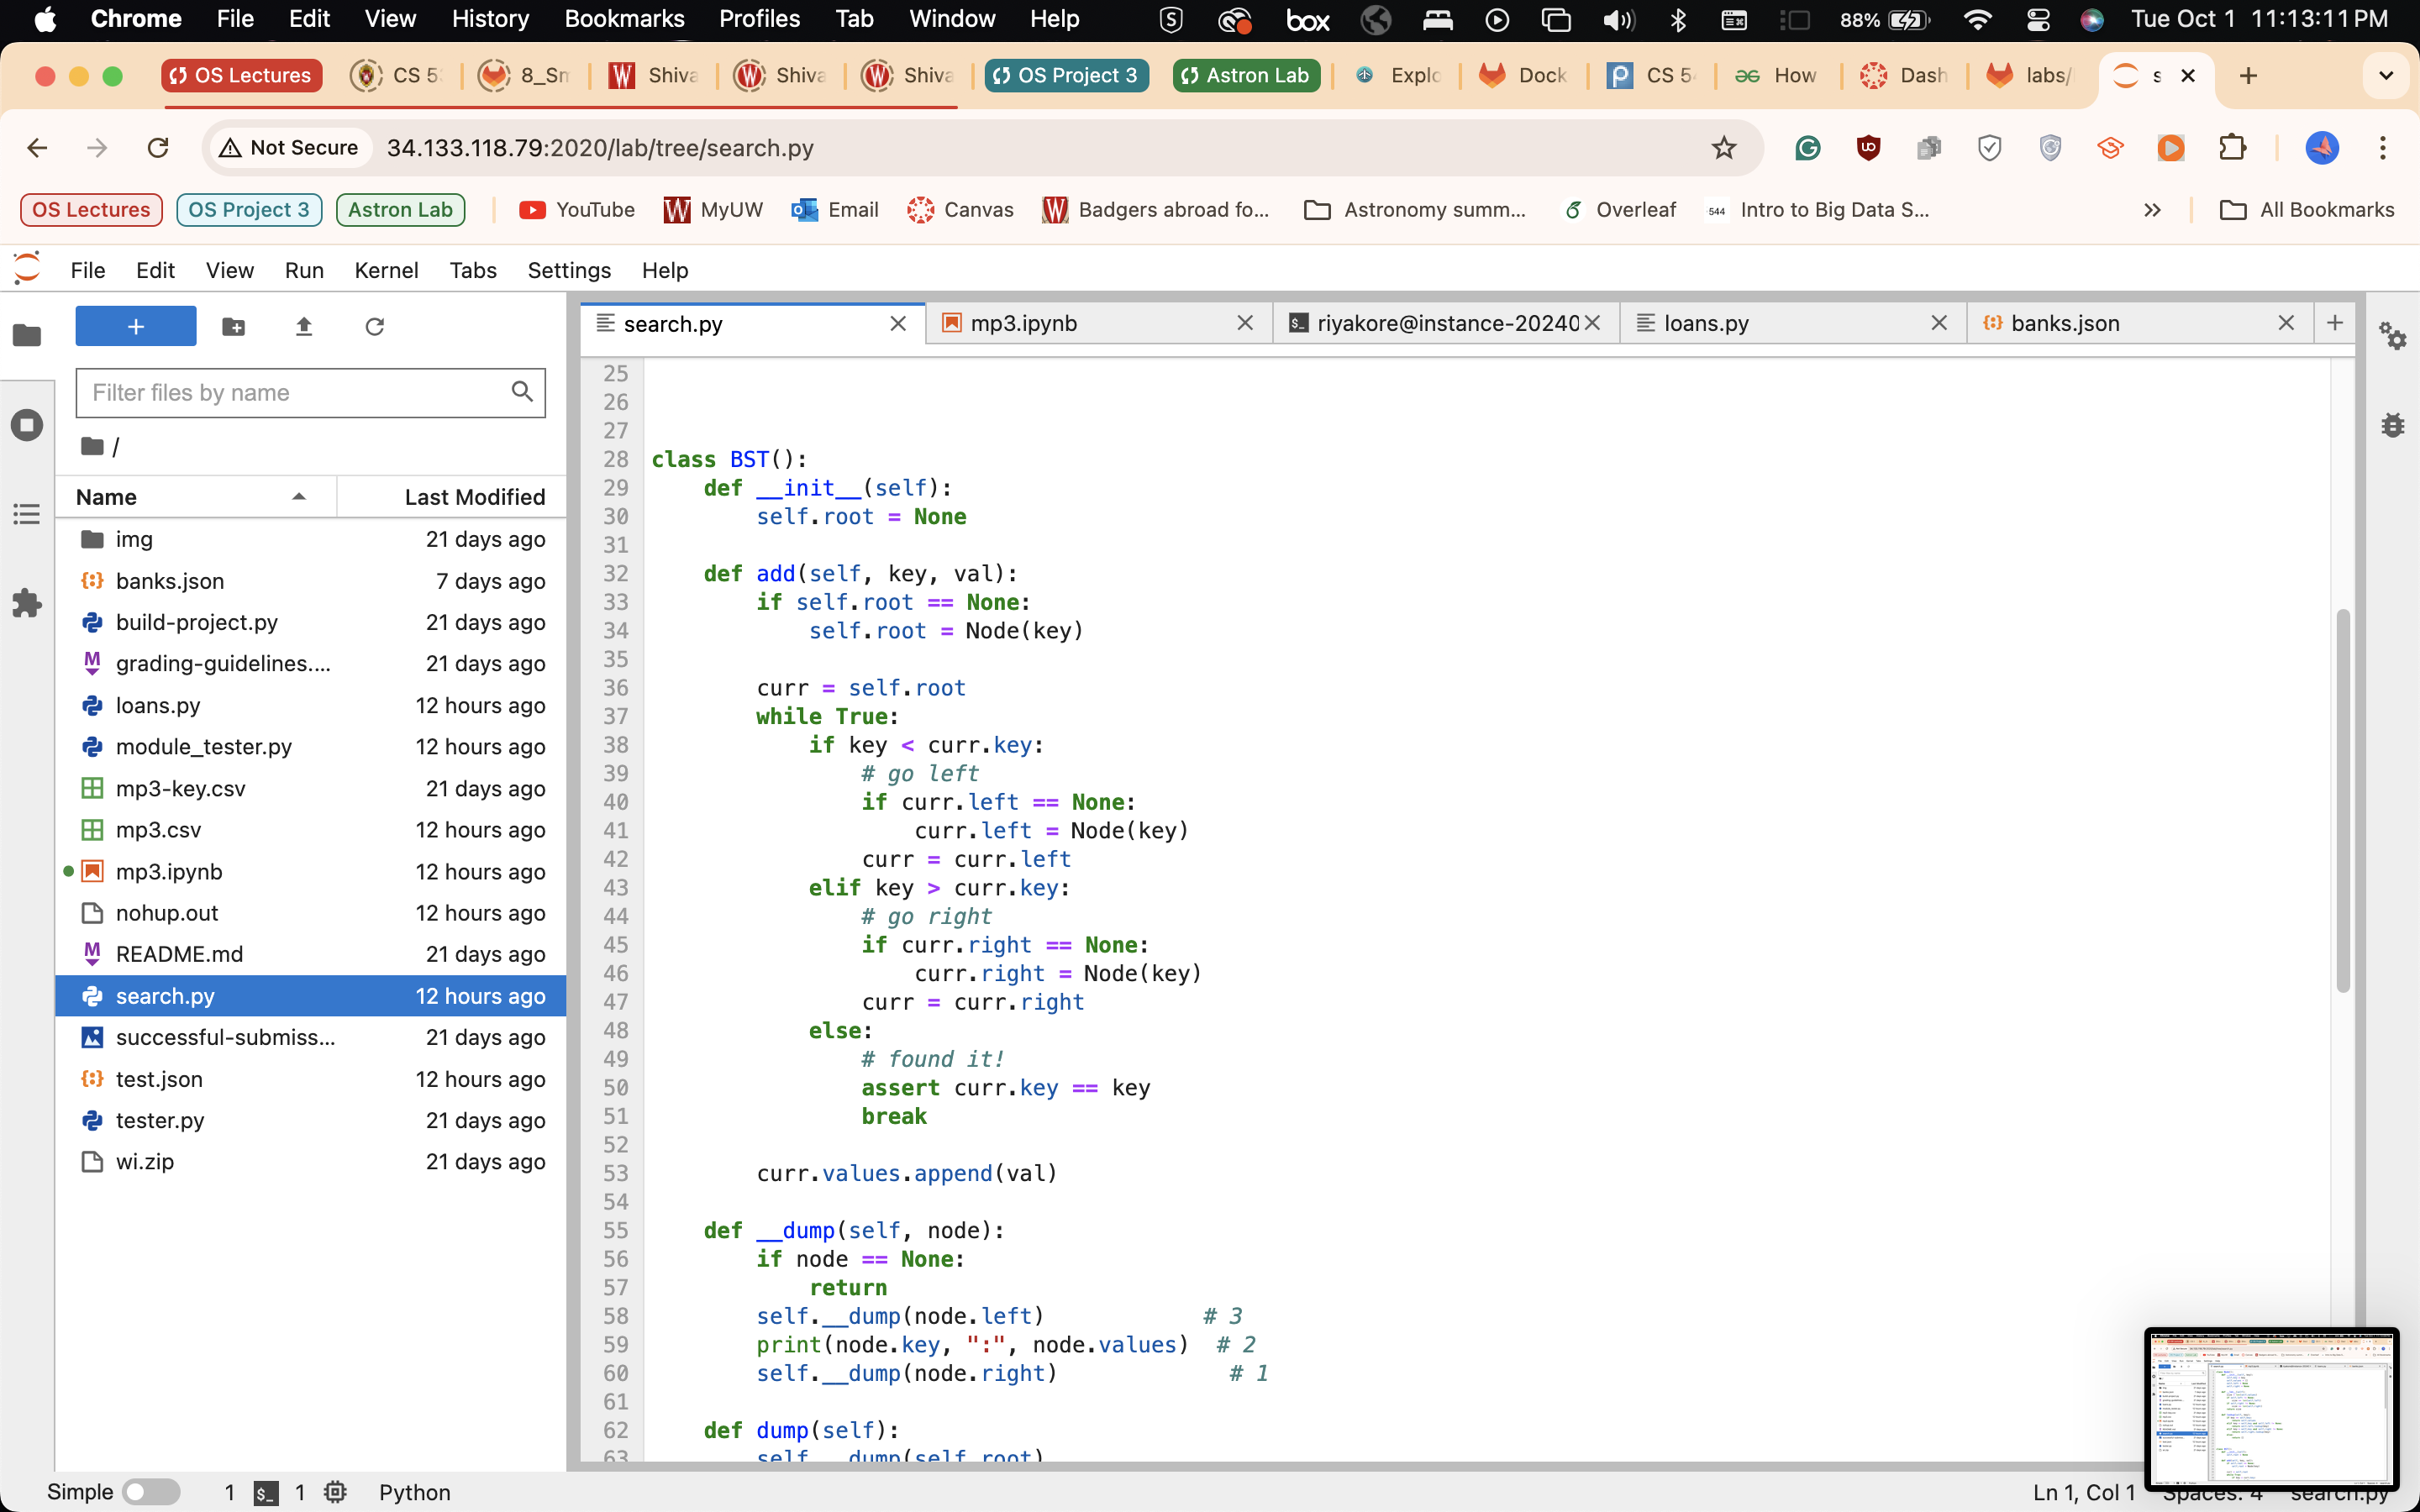 Chrome File Edit View History Bookmarks Profiles Tab Window Help box 88% Tue Oct 1 11:13:11 PM
OS Lectures CS 5 8_Sm Shiva Shiva Shiva OS Project 3 Astron Lab Explo Dock CS 54 How Dash labs/ s
Not Secure 34.133.118.79:2020/lab/tree/search.py
OS Lectures OS Project 3 Astron Lab YouTube MyUW Email Canvas Badgers abroad fo... Astronomy summ... Overleaf 544 Intro to Big Data S... » All Bookmarks
File Edit View Run Kernel Tabs Settings Help
search.py mp3.ipynb riyakore@instance-20240 loans.py banks.json
Filter files by name
/
Name Last Modified
img 21 days ago
banks.json 7 days ago
build-project.py 21 days ago
grading-guidelines.... 21 days ago
loans.py 12 hours ago
module_tester.py 12 hours ago
mp3-key.csv 21 days ago
mp3.csv 12 hours ago
mp3.ipynb 12 hours ago
nohup.out 12 hours ago
README.md 21 days ago
search.py 12 hours ago
successful-submiss... 21 days ago
test.json 12 hours ago
tester.py 21 days ago
wi.zip 21 days ago
25
26
27
28 class BST():
29     def __init__(self):
30         self.root = None
31
32     def add(self, key, val):
33         if self.root == None:
34             self.root = Node(key)
35
36         curr = self.root
37         while True:
38             if key < curr.key:
39                 # go left
40                 if curr.left == None:
41                     curr.left = Node(key)
42                 curr = curr.left
43             elif key > curr.key:
44                 # go right
45                 if curr.right == None:
46                     curr.right = Node(key)
47                 curr = curr.right
48             else:
49                 # found it!
50                 assert curr.key == key
51                 break
52
53         curr.values.append(val)
54
55     def __dump(self, node):
56         if node == None:
57             return
58         self.__dump(node.left)            # 3
59         print(node.key, ":", node.values)  # 2
60         self.__dump(node.right)             # 1
61
62     def dump(self):
63         self.__dump(self.root)
Simple 1 1 Python Ln 1, Col 1 Spaces: 4 search.py